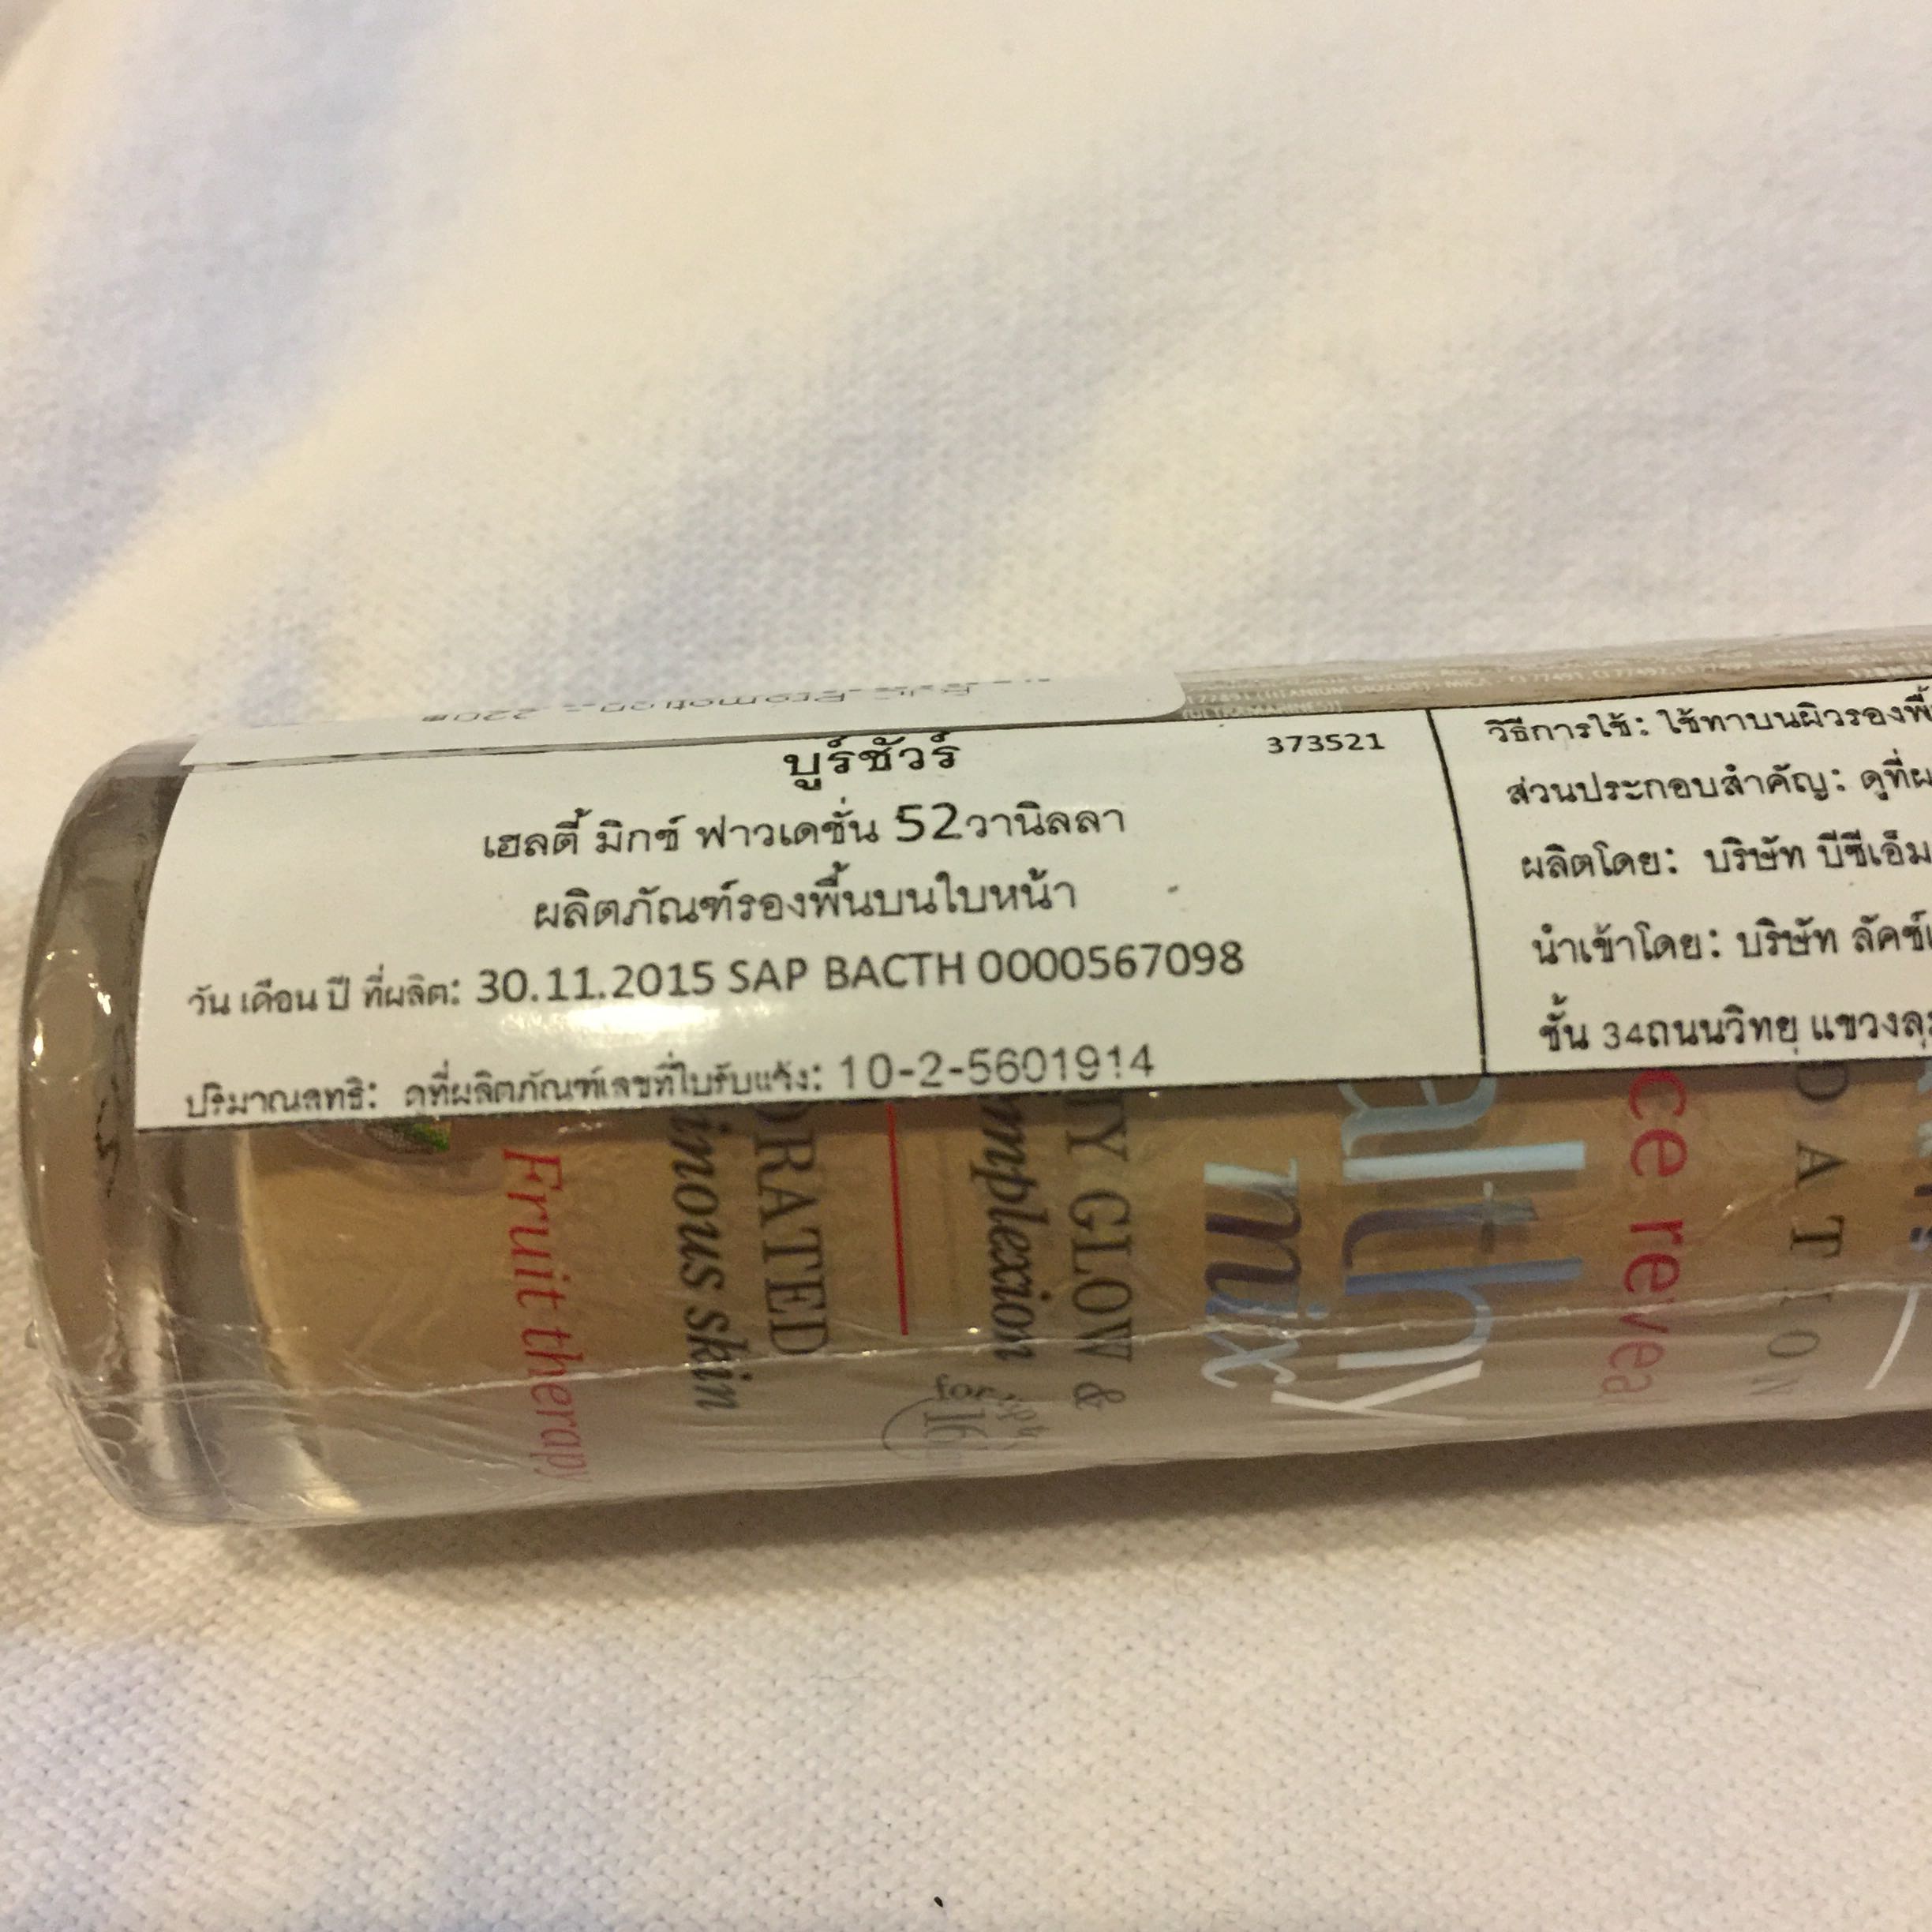 บูร์ชัวร์
373521
เฮลตี้ มิกซ์ ฟาวเดชั่น 52วานิลลา
ผลิตภัณฑ์รองพื้นบนใบหน้า
วัน เดือน ปี ที่ผลิต: 30.11.2015 SAP BACTH 0000567098
ปริมาณสุทธิ: ดูที่ผลิตภัณฑ์เลขที่ใบรับแจ้ง: 10-2-5601914
วิธีการใช้: ใช้ทาบนผิวรองพื้
ส่วนประกอบสำคัญ: ดูที่ผ
ผลิตโดย: บริษัท บีซีเอ็ม
นำเข้าโดย: บริษัท ลัคซ์
ชั้น 34ถนนวิทยุ แขวงลุ
DATION
ce reveal
althy
mix
TY GLOW &
mplexion
for 16
ORATED
inous skin
Fruit therapy